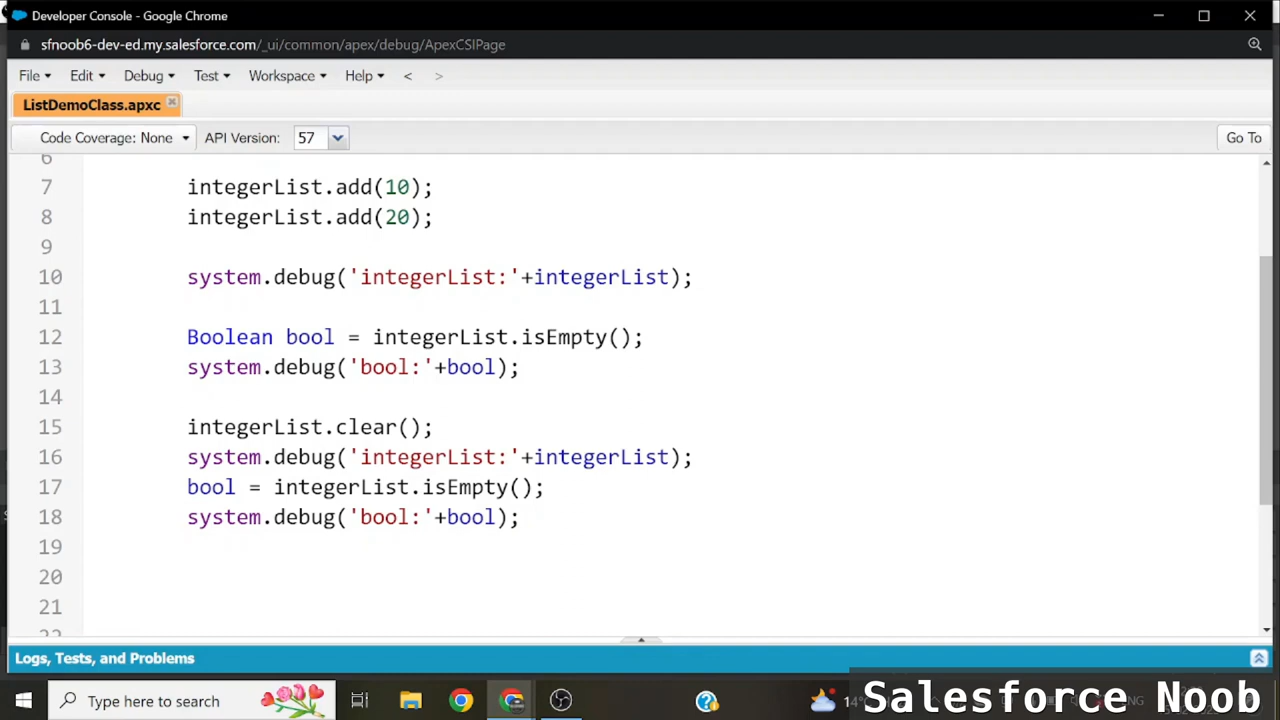 Developer Console - Google Chrome
sfnoob6-dev-ed.my.salesforce.com/_ui/common/apex/debug/ApexCSIPage
File Edit Debug Test Workspace Help < >
ListDemoClass.apxc
Code Coverage: None API Version: 57 Go To
6
7 integerList.add(10);
8 integerList.add(20);
9
10 system.debug('integerList:'+integerList);
11
12 Boolean bool = integerList.isEmpty();
13 system.debug('bool:'+bool);
14
15 integerList.clear();
16 system.debug('integerList:'+integerList);
17 bool = integerList.isEmpty();
18 system.debug('bool:'+bool);
19
20
21
22
Logs, Tests, and Problems
Type here to search
Salesforce Noob